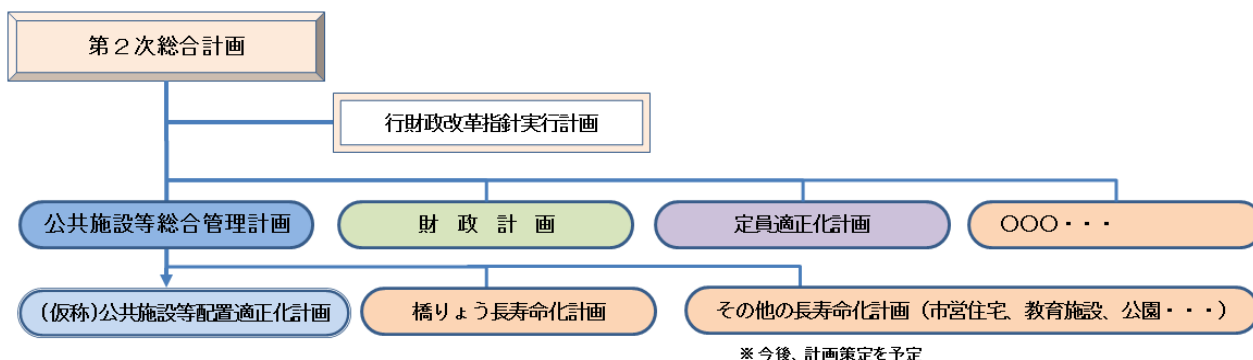 第２次総合計画
行財政改革指針実行計画
公共施設等総合管理計画
財 政 計 画
定員適正化計画
〇〇〇・・・
(仮称)公共施設等配置適正化計画
橋りょう長寿命化計画
その他の長寿命化計画（市営住宅、教育施設、公園・・・）
※今後、計画策定を予定